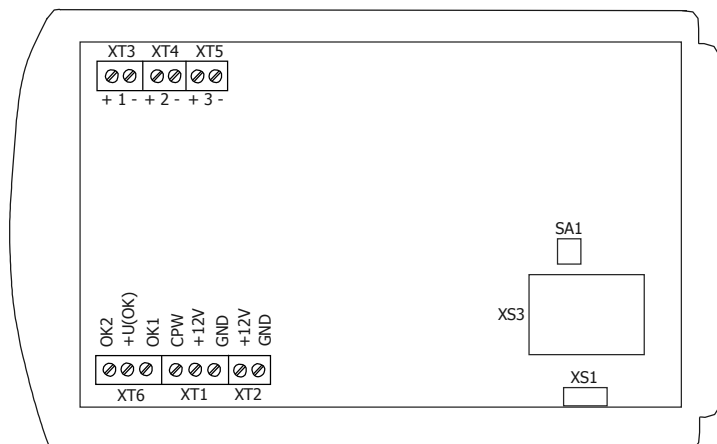 XT3 XT4 XT5
+ 1 - + 2 - + 3 -
SA1
XS3
OK2
+U(OK)
OK1
CPW
+12V
GND
+12V
GND
XS1
XT6 XT1 XT2